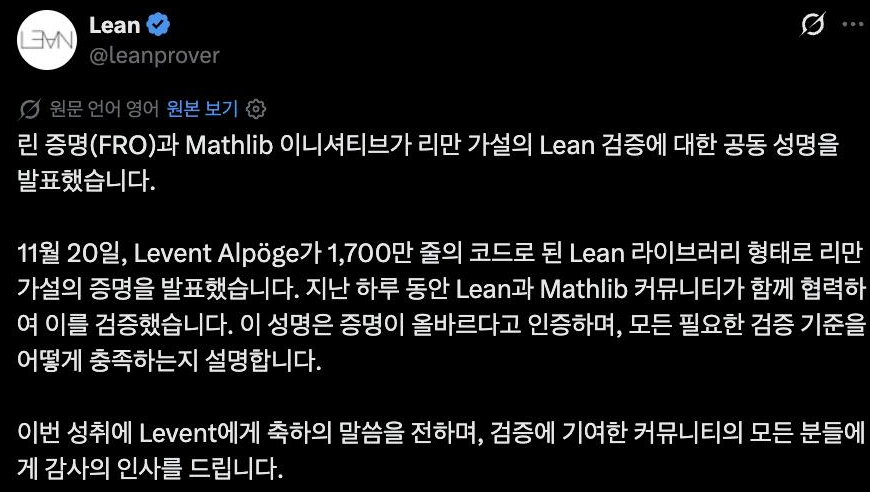 LEAN
Lean
@leanprover
원문 언어 영어 원본 보기
린 증명(FRO)과 Mathlib 이니셔티브가 리만 가설의 Lean 검증에 대한 공동 성명을
발표했습니다.
11월 20일, Levent Alpöge가 1,700만 줄의 코드로 된 Lean 라이브러리 형태로 리만
가설의 증명을 발표했습니다. 지난 하루 동안 Lean과 Mathlib 커뮤니티가 함께 협력하
여 이를 검증했습니다. 이 성명은 증명이 올바르다고 인증하며, 모든 필요한 검증 기준을
어떻게 충족하는지 설명합니다.
이번 성취에 Levent에게 축하의 말씀을 전하며, 검증에 기여한 커뮤니티의 모든 분들에
게 감사의 인사를 드립니다.